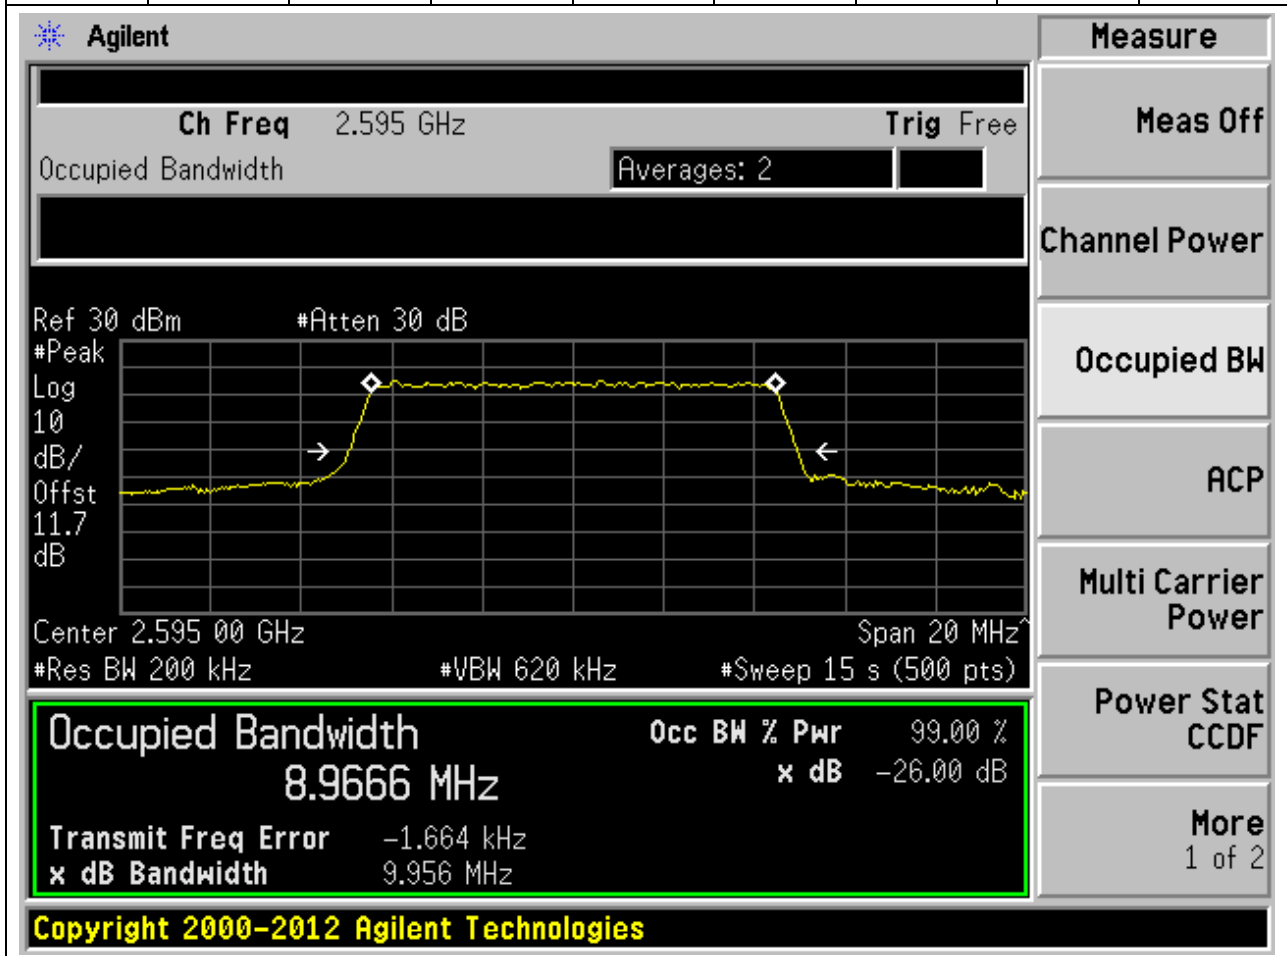 Agilent
Measure
Ch Freq 2.595 GHz Trig Free
Meas Off
Occupied Bandwidth Averages: 2
Channel Power
Ref 30 dBm #Atten 30 dB
#Peak
Log
10
dB/
Offst
11.7
dB
Occupied BW
ACP
Multi Carrier
Power
Center 2.595 00 GHz Span 20 MHz^
#Res BW 200 kHz #VBW 620 kHz #Sweep 15 s (500 pts)
Power Stat
CCDF
Occupied Bandwidth Occ BW % Pwr 99.00 %
8.9666 MHz x dB -26.00 dB
Transmit Freq Error -1.664 kHz
x dB Bandwidth 9.956 MHz
More
1 of 2
Copyright 2000-2012 Agilent Technologies